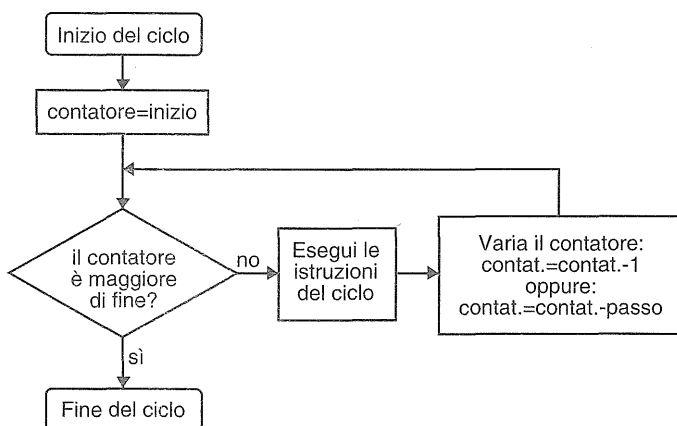 Inizio del ciclo
contatore=inizio
il contatore
è maggiore
di fine?
no
Esegui le
istruzioni
del ciclo
Varia il contatore:
contat.=contat.-1
oppure:
contat.=contat.-passo
sì
Fine del ciclo